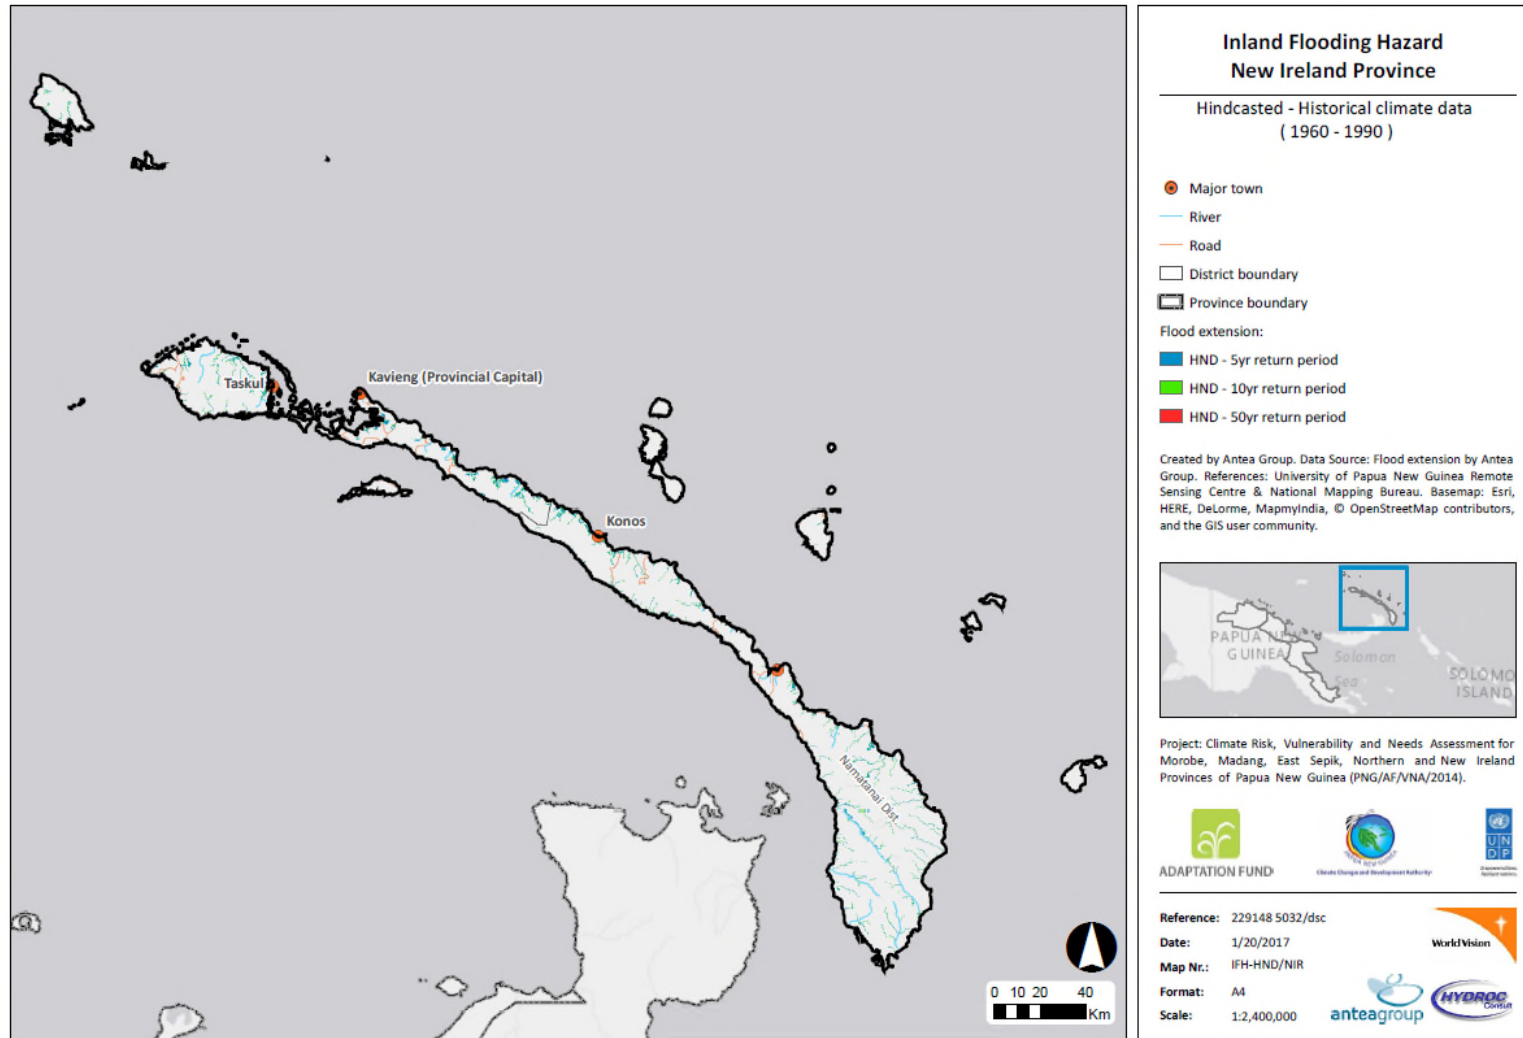 Taskul
Kavieng (Provincial Capital)
Konos
Namatanai Dist.
0 10 20 40
Km
Inland Flooding Hazard
New Ireland Province
Hindcasted - Historical climate data
( 1960 - 1990 )
Major town
River
Road
District boundary
Province boundary
Flood extension:
HND - 5yr return period
HND - 10yr return period
HND - 50yr return period
Created by Antea Group. Data Source: Flood extension by Antea
Group. References: University of Papua New Guinea Remote
Sensing Centre & National Mapping Bureau. Basemap: Esri,
HERE, DeLorme, MapmyIndia, © OpenStreetMap contributors,
and the GIS user community.
PAPUA NEW
GUINEA
Solomon
Sea
SOLOMO
ISLAND
Project: Climate Risk, Vulnerability and Needs Assessment for
Morobe, Madang, East Sepik, Northern and New Ireland
Provinces of Papua New Guinea (PNG/AF/VNA/2014).
ADAPTATION FUND
Climate Change and Development Authority
U N
D P
Reference: 229148 5032/dsc
Date: 1/20/2017
Map Nr.: IFH-HND/NIR
Format: A4
Scale: 1:2,400,000
World Vision
anteagroup
HYDROC
Consult